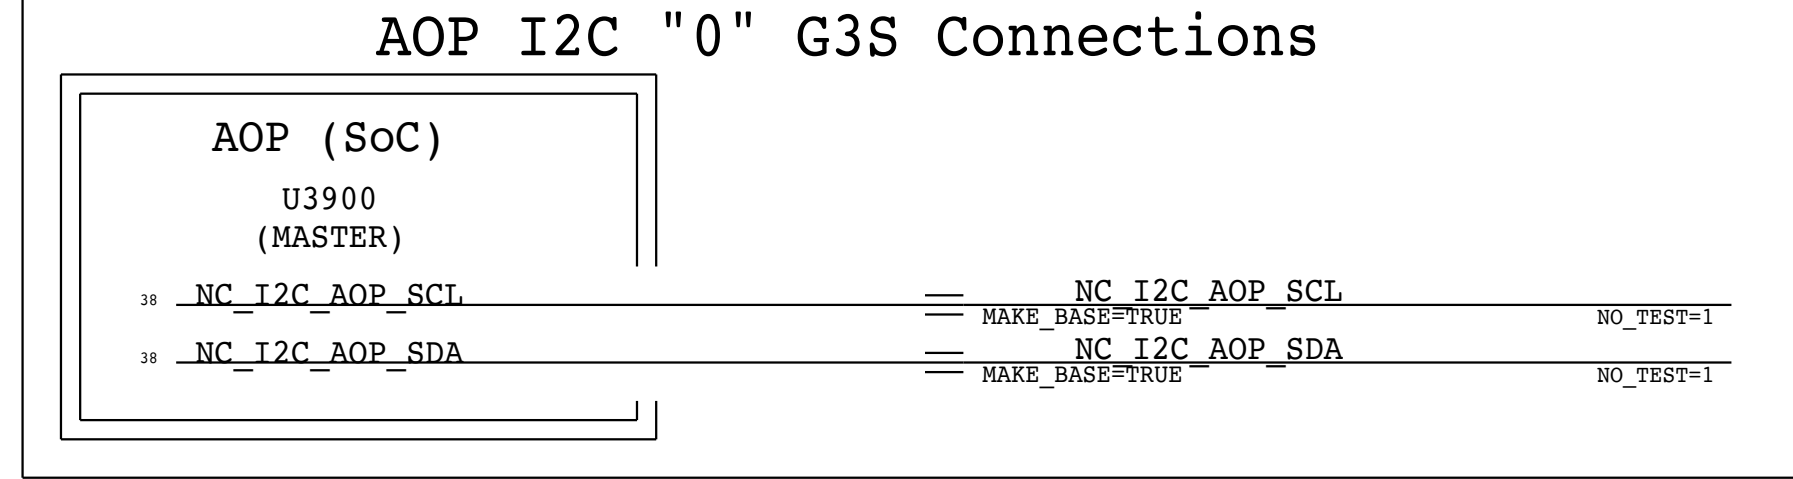 AOP I2C "0" G3S Connections
AOP (SoC)
U3900
(MASTER)
38 NC_I2C_AOP_SCL NC_I2C_AOP_SCL
MAKE_BASE=TRUE NO_TEST=1
38 NC_I2C_AOP_SDA NC_I2C_AOP_SDA
MAKE_BASE=TRUE NO_TEST=1